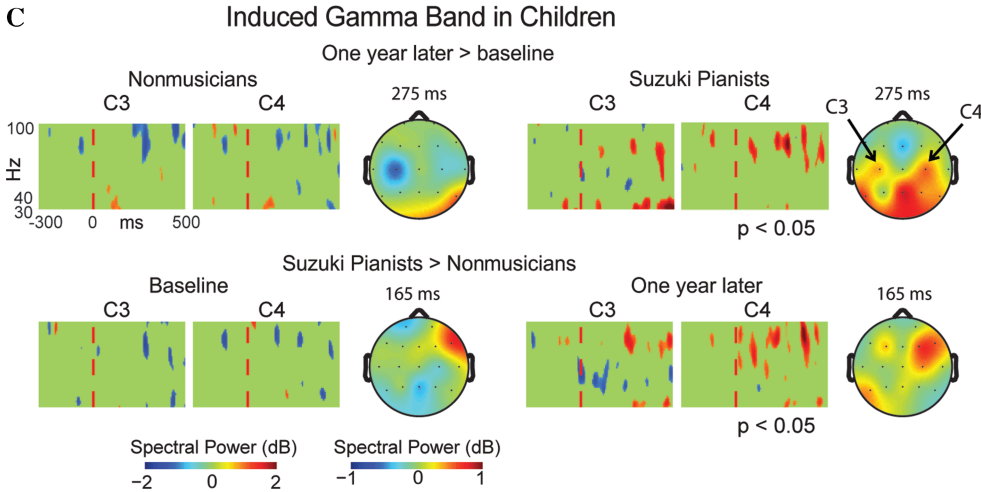 C
Induced Gamma Band in Children
One year later > baseline
Nonmusicians
Suzuki Pianists
C3 C4 275 ms C3 C4 275 ms
C3 C4
100
Hz
40
30
-300 0 ms 500
p < 0.05
Suzuki Pianists > Nonmusicians
Baseline
One year later
C3 C4 165 ms C3 C4 165 ms
p < 0.05
Spectral Power (dB) Spectral Power (dB)
−2 0 2 −1 0 1